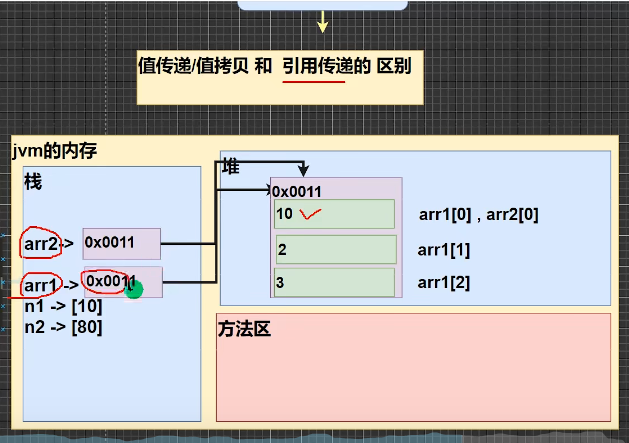 值传递/值拷贝 和 引用传递的 区别
jvm的内存
栈
堆
0x0011
10
arr1[0] , arr2[0]
arr2-> 0x0011
2
arr1[1]
arr1 -> 0x0011
3
arr1[2]
n1 -> [10]
n2 -> [80]
方法区